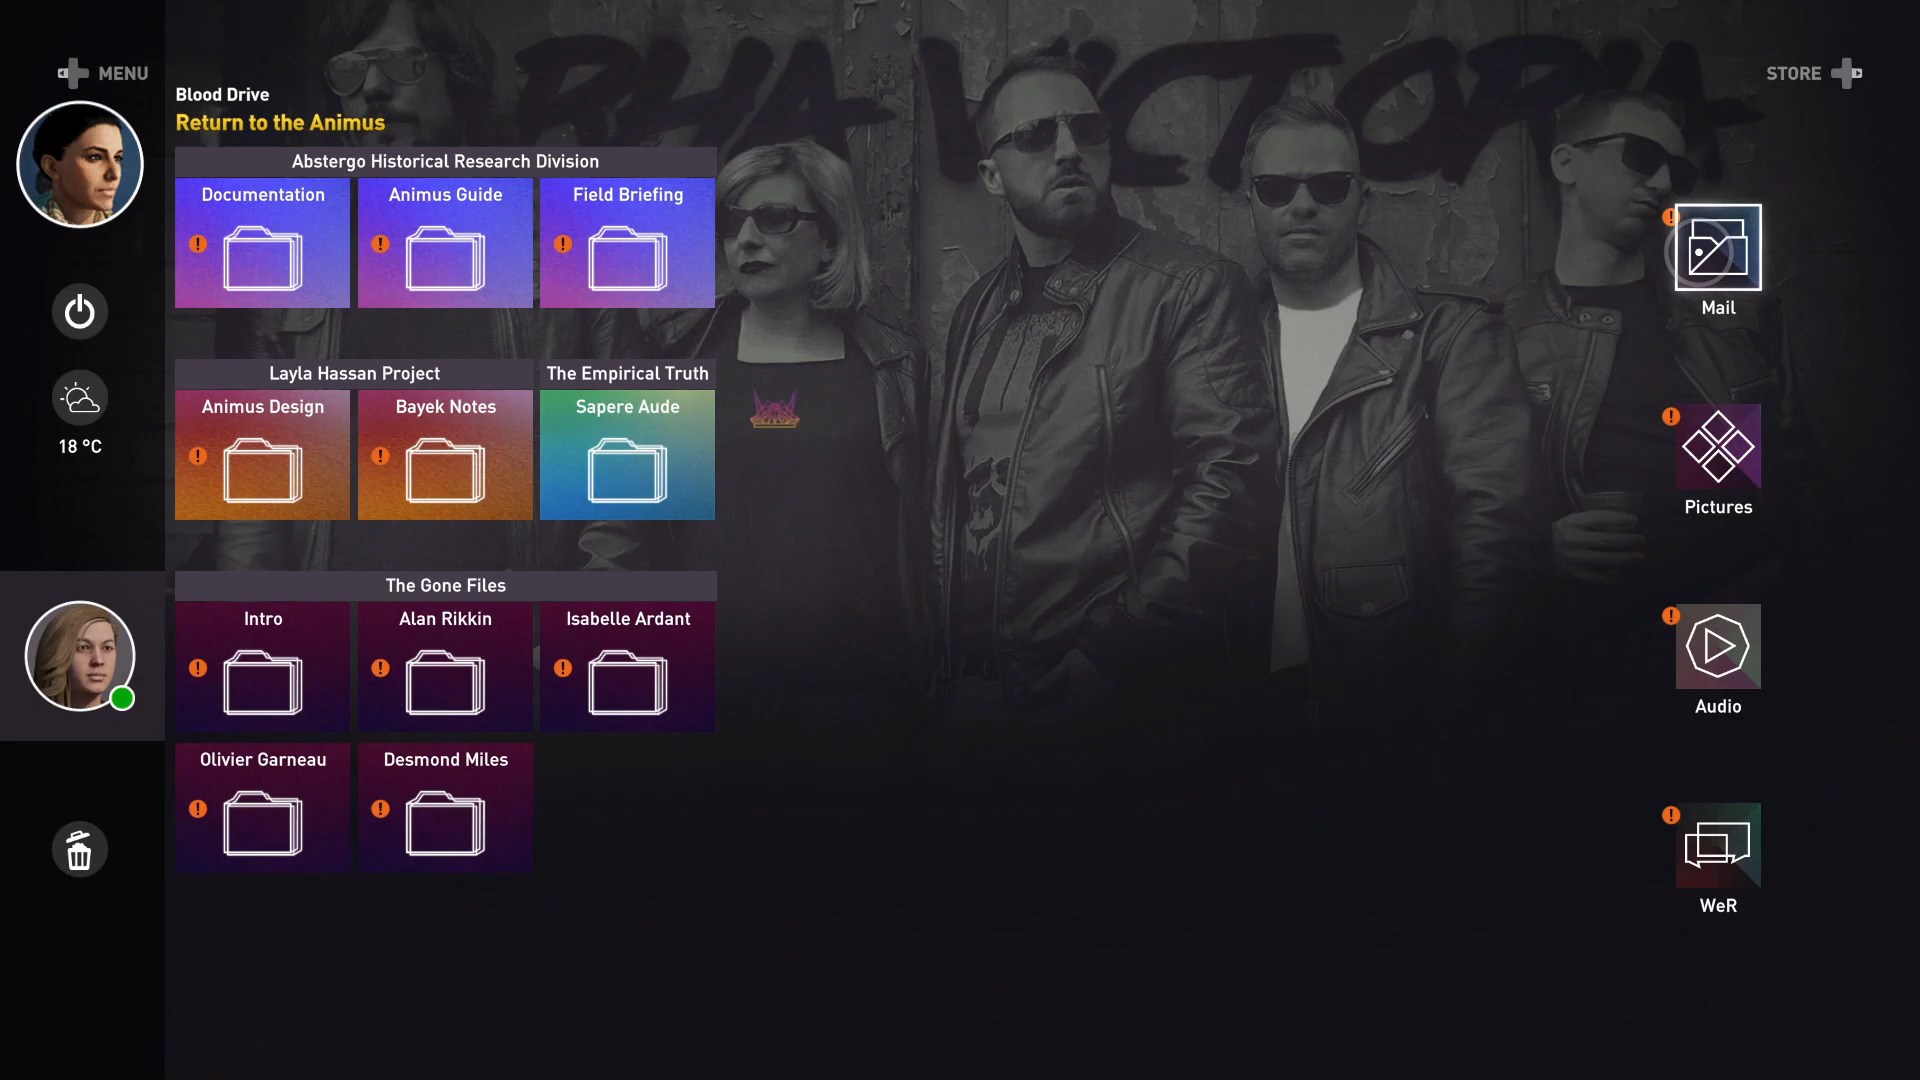 MENU
STORE
Blood Drive
Return to the Animus
Abstergo Historical Research Division
Documentation
Animus Guide
Field Briefing
Layla Hassan Project
The Empirical Truth
Animus Design
Bayek Notes
Sapere Aude
The Gone Files
Intro
Alan Rikkin
Isabelle Ardant
Olivier Garneau
Desmond Miles
18 °C
Mail
Pictures
Audio
WeR